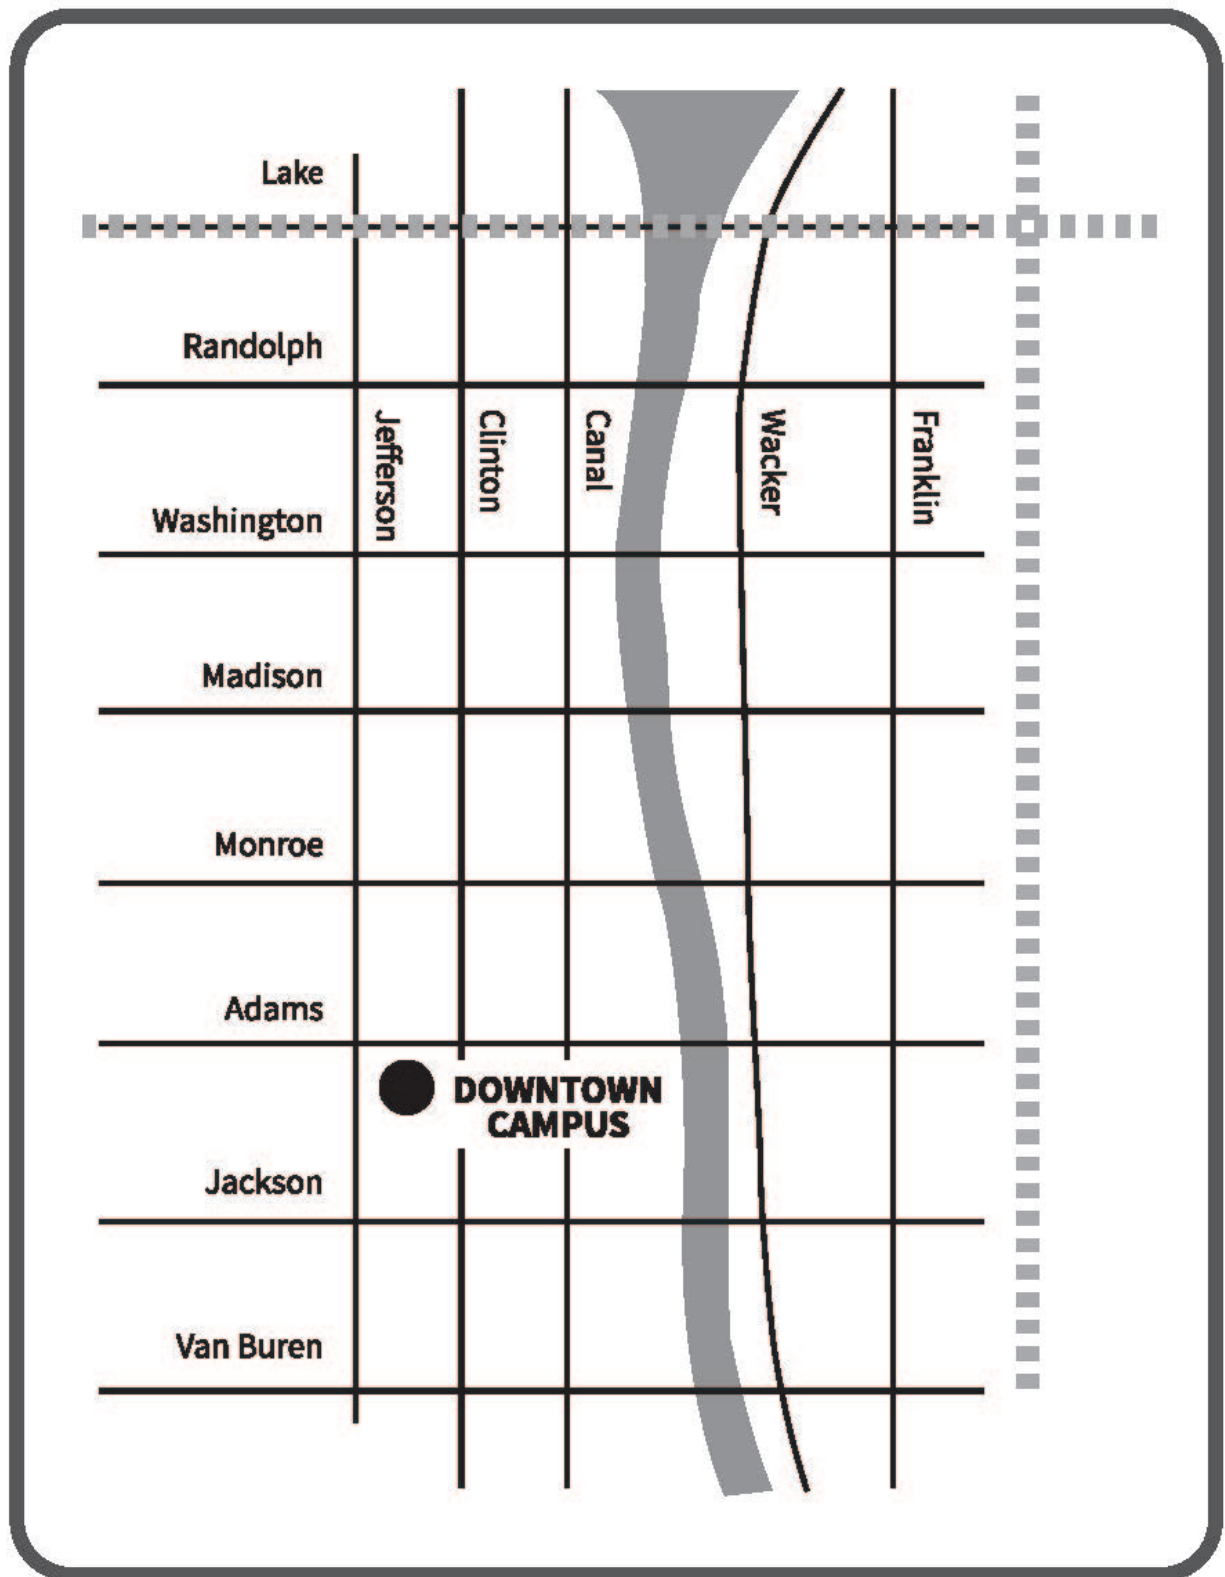 Lake
Randolph
Jefferson
Clinton
Canal
Wacker
Franklin
Washington
Madison
Monroe
Adams
DOWNTOWN
CAMPUS
Jackson
Van Buren